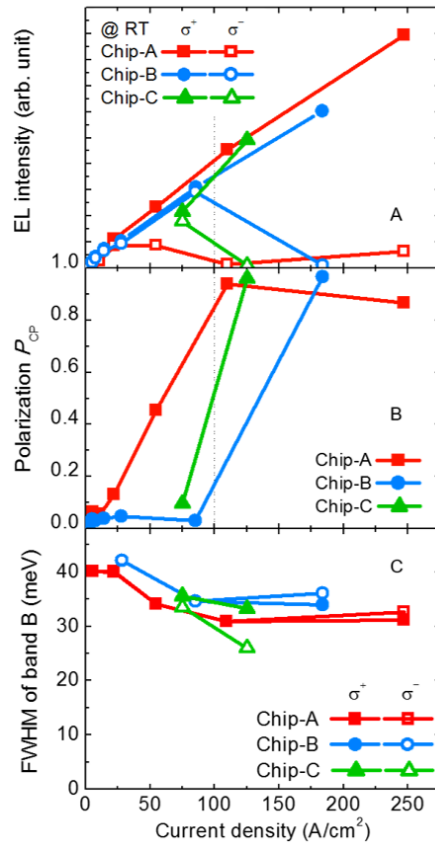 @ RT σ⁺ σ⁻
Chip-A
Chip-B
Chip-C
EL intensity (arb. unit)
A
1.0
0.8
0.6
0.4
0.2
0.0
Polarization P_CP
B
Chip-A
Chip-B
Chip-C
40
30
20
10
0
FWHM of band B (meV)
C
σ⁺ σ⁻
Chip-A
Chip-B
Chip-C
0 50 100 150 200 250
Current density (A/cm²)